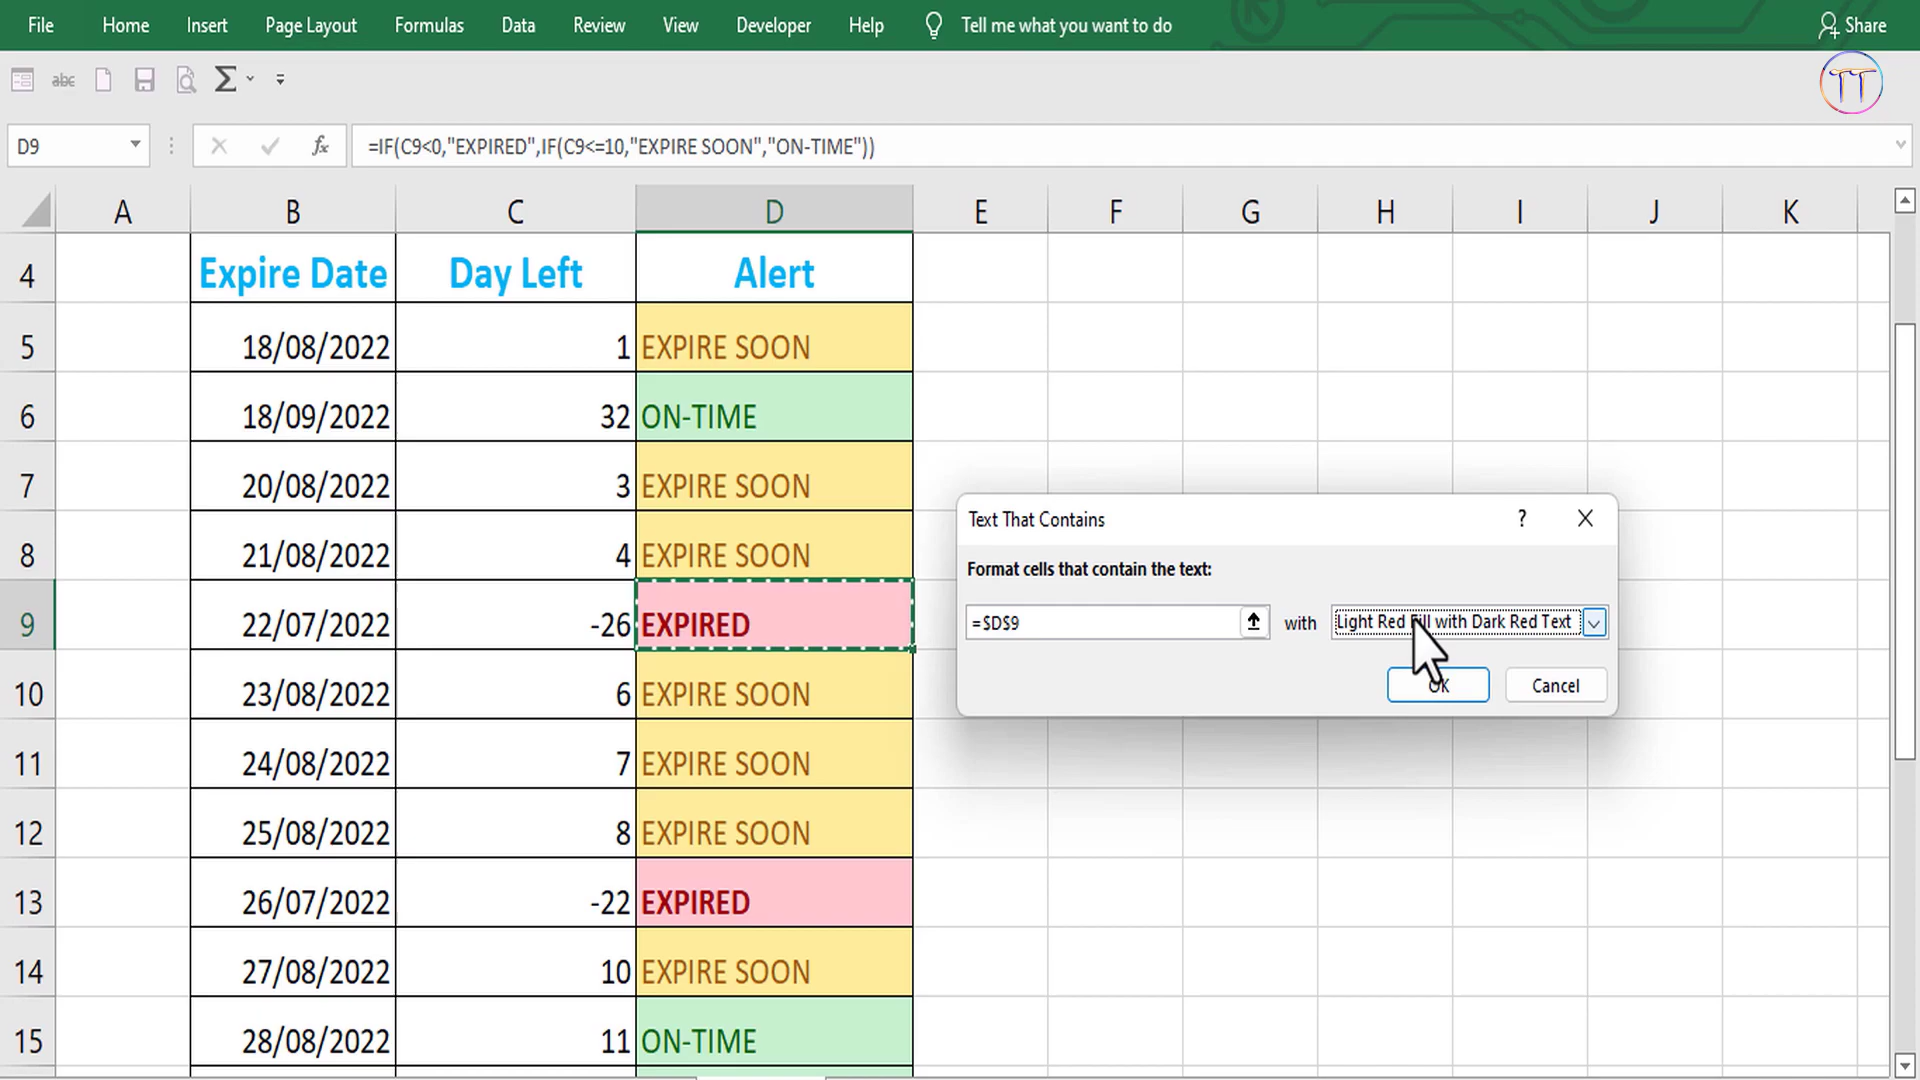 File Home Insert Page Layout Formulas Data Review View Developer Help Tell me what you want to do Share
abc Σ TT
D9 fx =IF(C9<0,"EXPIRED",IF(C9<=10,"EXPIRE SOON","ON-TIME"))
A B C D E F G H I J K
4 Expire Date Day Left Alert
5 18/08/2022 1 EXPIRE SOON
6 18/09/2022 32 ON-TIME
7 20/08/2022 3 EXPIRE SOON
8 21/08/2022 4 EXPIRE SOON
9 22/07/2022 -26 EXPIRED
10 23/08/2022 6 EXPIRE SOON
11 24/08/2022 7 EXPIRE SOON
12 25/08/2022 8 EXPIRE SOON
13 26/07/2022 -22 EXPIRED
14 27/08/2022 10 EXPIRE SOON
15 28/08/2022 11 ON-TIME
Text That Contains ?
Format cells that contain the text:
=$D$9 with Light Red Fill with Dark Red Text
OK Cancel